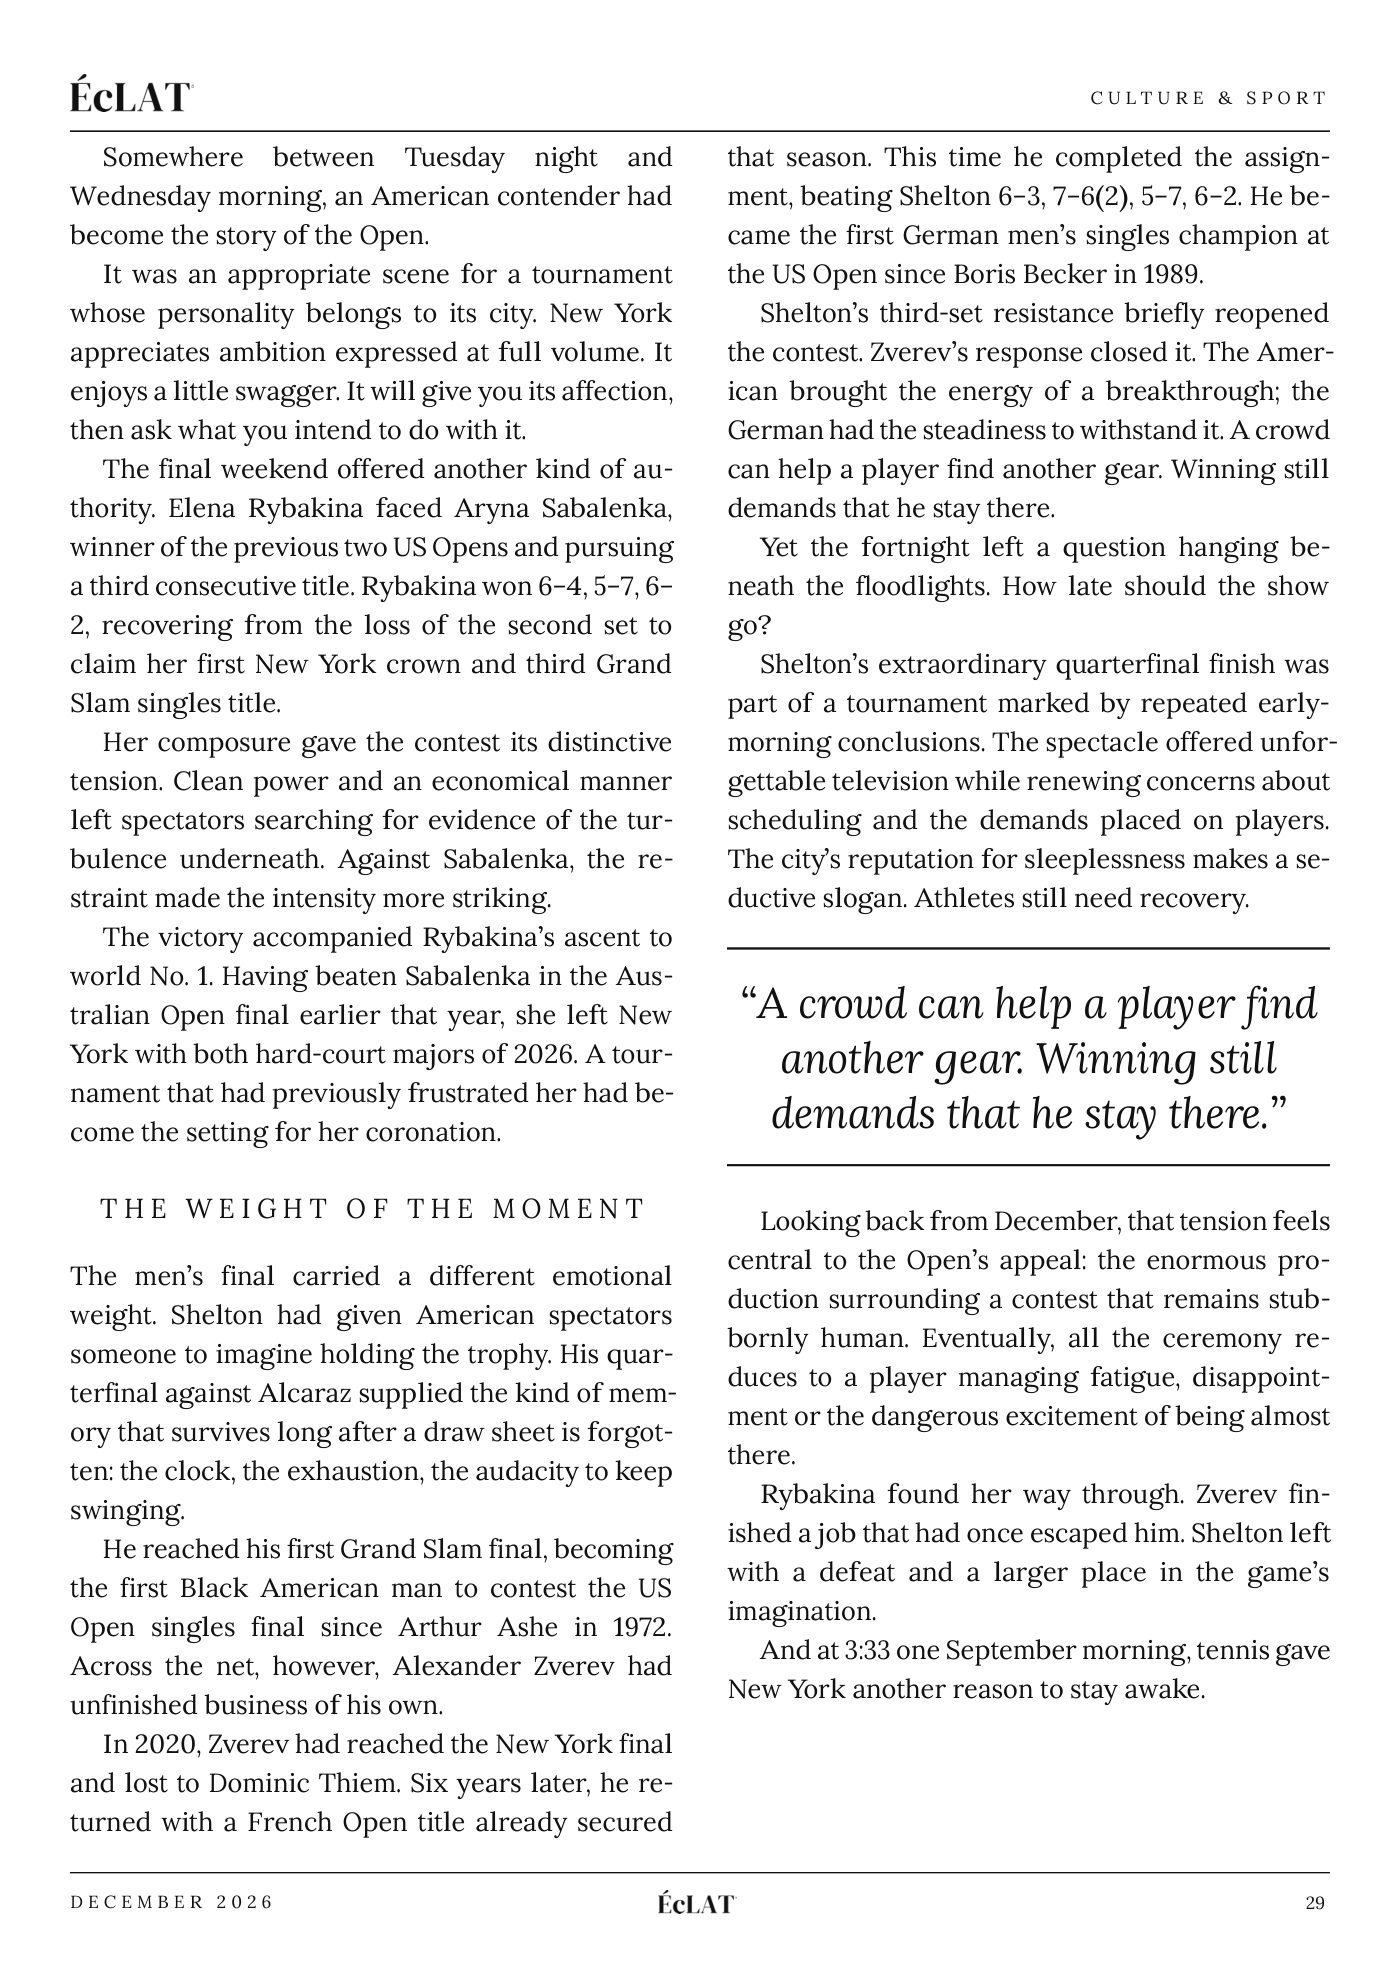 ÉcLAT
CULTURE & SPORT
Somewhere between Tuesday night and
Wednesday morning, an American contender had
become the story of the Open.
It was an appropriate scene for a tournament
whose personality belongs to its city. New York
appreciates ambition expressed at full volume. It
enjoys a little swagger. It will give you its affection,
then ask what you intend to do with it.
The final weekend offered another kind of au-
thority. Elena Rybakina faced Aryna Sabalenka,
winner of the previous two US Opens and pursuing
a third consecutive title. Rybakina won 6–4, 5–7, 6–
2, recovering from the loss of the second set to
claim her first New York crown and third Grand
Slam singles title.
Her composure gave the contest its distinctive
tension. Clean power and an economical manner
left spectators searching for evidence of the tur-
bulence underneath. Against Sabalenka, the re-
straint made the intensity more striking.
The victory accompanied Rybakina’s ascent to
world No. 1. Having beaten Sabalenka in the Aus-
tralian Open final earlier that year, she left New
York with both hard-court majors of 2026. A tour-
nament that had previously frustrated her had be-
come the setting for her coronation.
THE WEIGHT OF THE MOMENT
The men’s final carried a different emotional
weight. Shelton had given American spectators
someone to imagine holding the trophy. His quar-
terfinal against Alcaraz supplied the kind of mem-
ory that survives long after a draw sheet is forgot-
ten: the clock, the exhaustion, the audacity to keep
swinging.
He reached his first Grand Slam final, becoming
the first Black American man to contest the US
Open singles final since Arthur Ashe in 1972.
Across the net, however, Alexander Zverev had
unfinished business of his own.
In 2020, Zverev had reached the New York final
and lost to Dominic Thiem. Six years later, he re-
turned with a French Open title already secured
that season. This time he completed the assign-
ment, beating Shelton 6–3, 7–6(2), 5–7, 6–2. He be-
came the first German men’s singles champion at
the US Open since Boris Becker in 1989.
Shelton’s third-set resistance briefly reopened
the contest. Zverev’s response closed it. The Amer-
ican brought the energy of a breakthrough; the
German had the steadiness to withstand it. A crowd
can help a player find another gear. Winning still
demands that he stay there.
Yet the fortnight left a question hanging be-
neath the floodlights. How late should the show
go?
Shelton’s extraordinary quarterfinal finish was
part of a tournament marked by repeated early-
morning conclusions. The spectacle offered unfor-
gettable television while renewing concerns about
scheduling and the demands placed on players.
The city’s reputation for sleeplessness makes a se-
ductive slogan. Athletes still need recovery.
“A crowd can help a player find
another gear. Winning still
demands that he stay there.”
Looking back from December, that tension feels
central to the Open’s appeal: the enormous pro-
duction surrounding a contest that remains stub-
bornly human. Eventually, all the ceremony re-
duces to a player managing fatigue, disappoint-
ment or the dangerous excitement of being almost
there.
Rybakina found her way through. Zverev fin-
ished a job that had once escaped him. Shelton left
with a defeat and a larger place in the game’s
imagination.
And at 3:33 one September morning, tennis gave
New York another reason to stay awake.
DECEMBER 2026
ÉcLAT
29